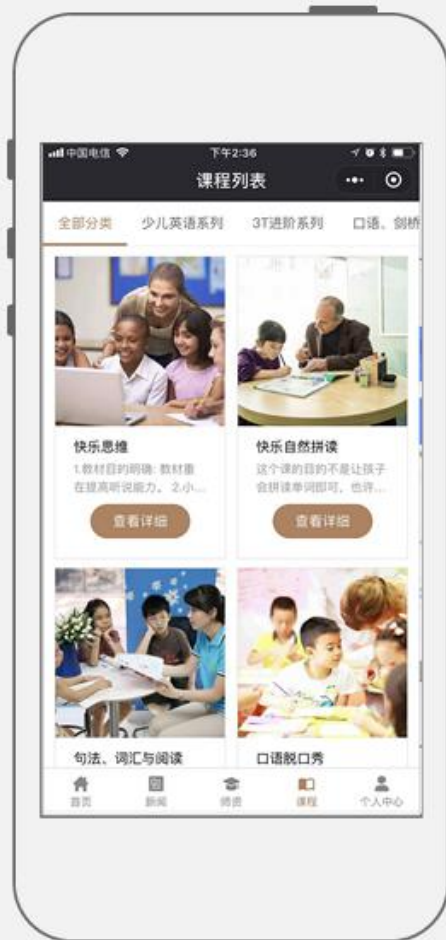 中国电信
下午2:36
课程列表
全部分类
少儿英语系列
3T进阶系列
口语、剑桥
快乐思维
1.教材目的明确: 教材重
在提高听说能力。 2.小...
查看详细
快乐自然拼读
这个课的目的不是让孩子
会拼读单词即可，也许...
查看详细
句法、词汇与阅读
口语脱口秀
首页
新闻
师资
课程
个人中心